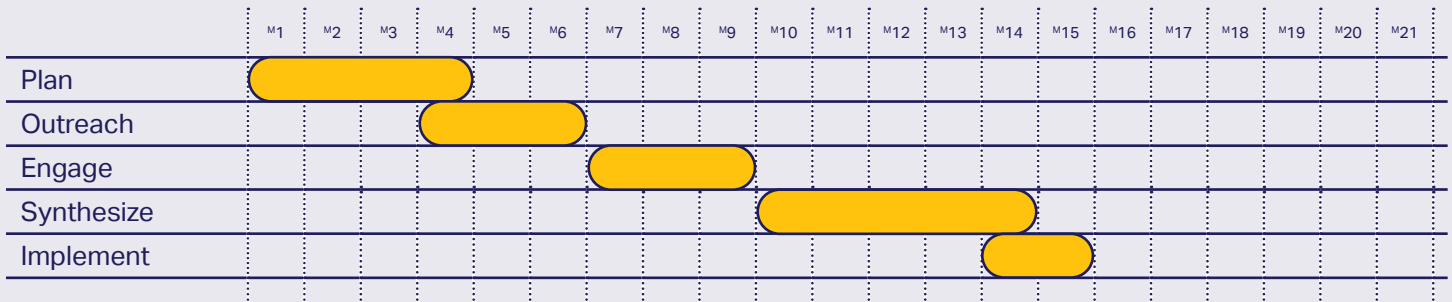 M1 M2 M3 M4 M5 M6 M7 M8 M9 M10 M11 M12 M13 M14 M15 M16 M17 M18 M19 M20 M21
Plan
Outreach
Engage
Synthesize
Implement